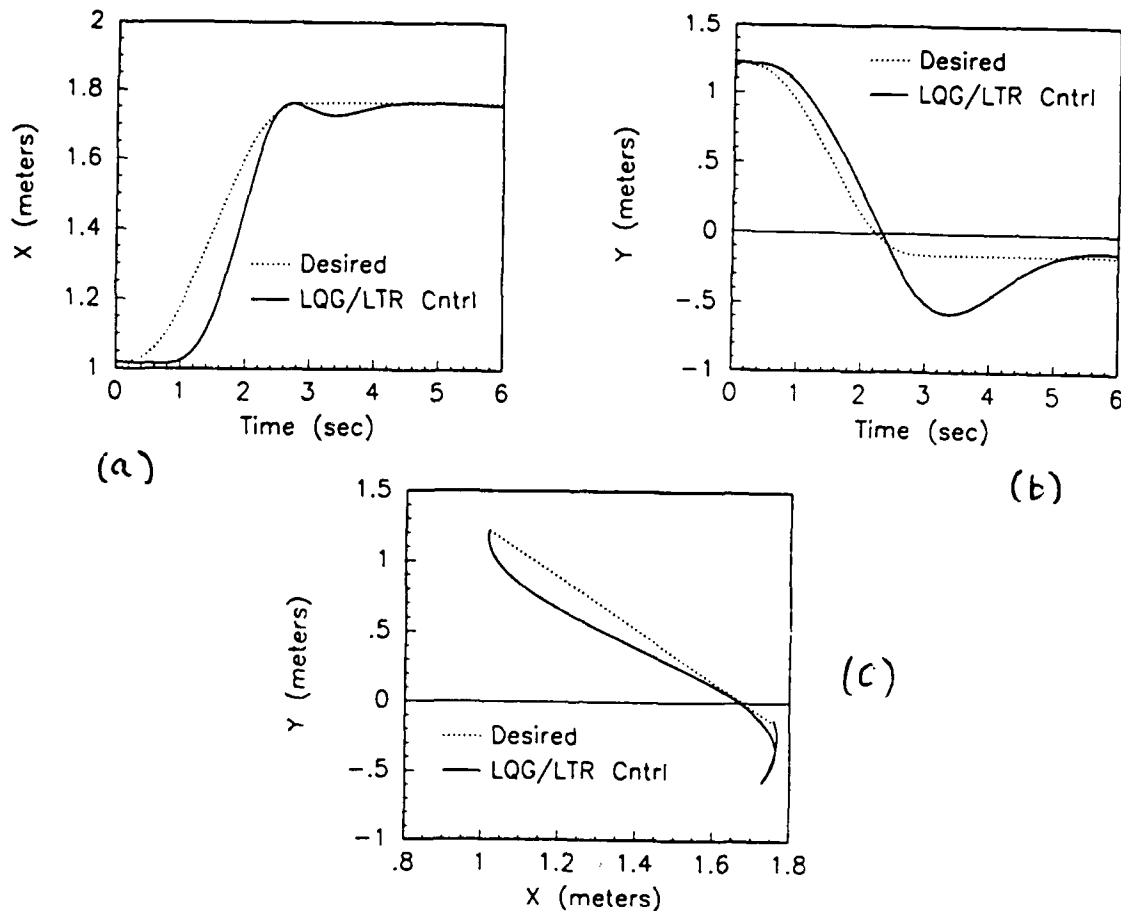 2
1.8
1.6
1.4
1.2
1
X (meters)
Desired
LQG/LTR Cntrl
0 1 2 3 4 5 6
Time (sec)
(a)
1.5
1
.5
0
-.5
-1
Y (meters)
Desired
LQG/LTR Cntrl
0 1 2 3 4 5 6
Time (sec)
(b)
1.5
1
.5
0
-.5
-1
Y (meters)
Desired
LQG/LTR Cntrl
.8 1 1.2 1.4 1.6 1.8
X (meters)
(c)